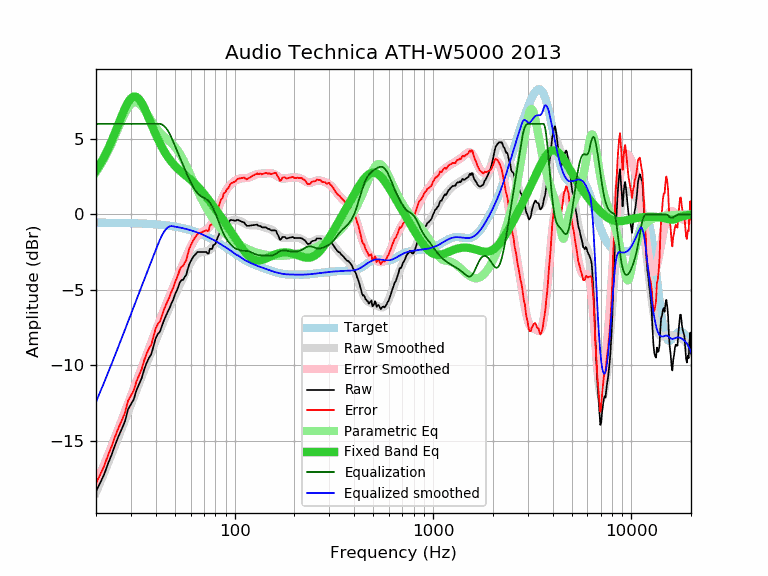 Audio Technica ATH-W5000 2013
Amplitude (dBr)
5
0
−5
−10
−15
Target
Raw Smoothed
Error Smoothed
Raw
Error
Parametric Eq
Fixed Band Eq
Equalization
Equalized smoothed
100
1000
10000
Frequency (Hz)